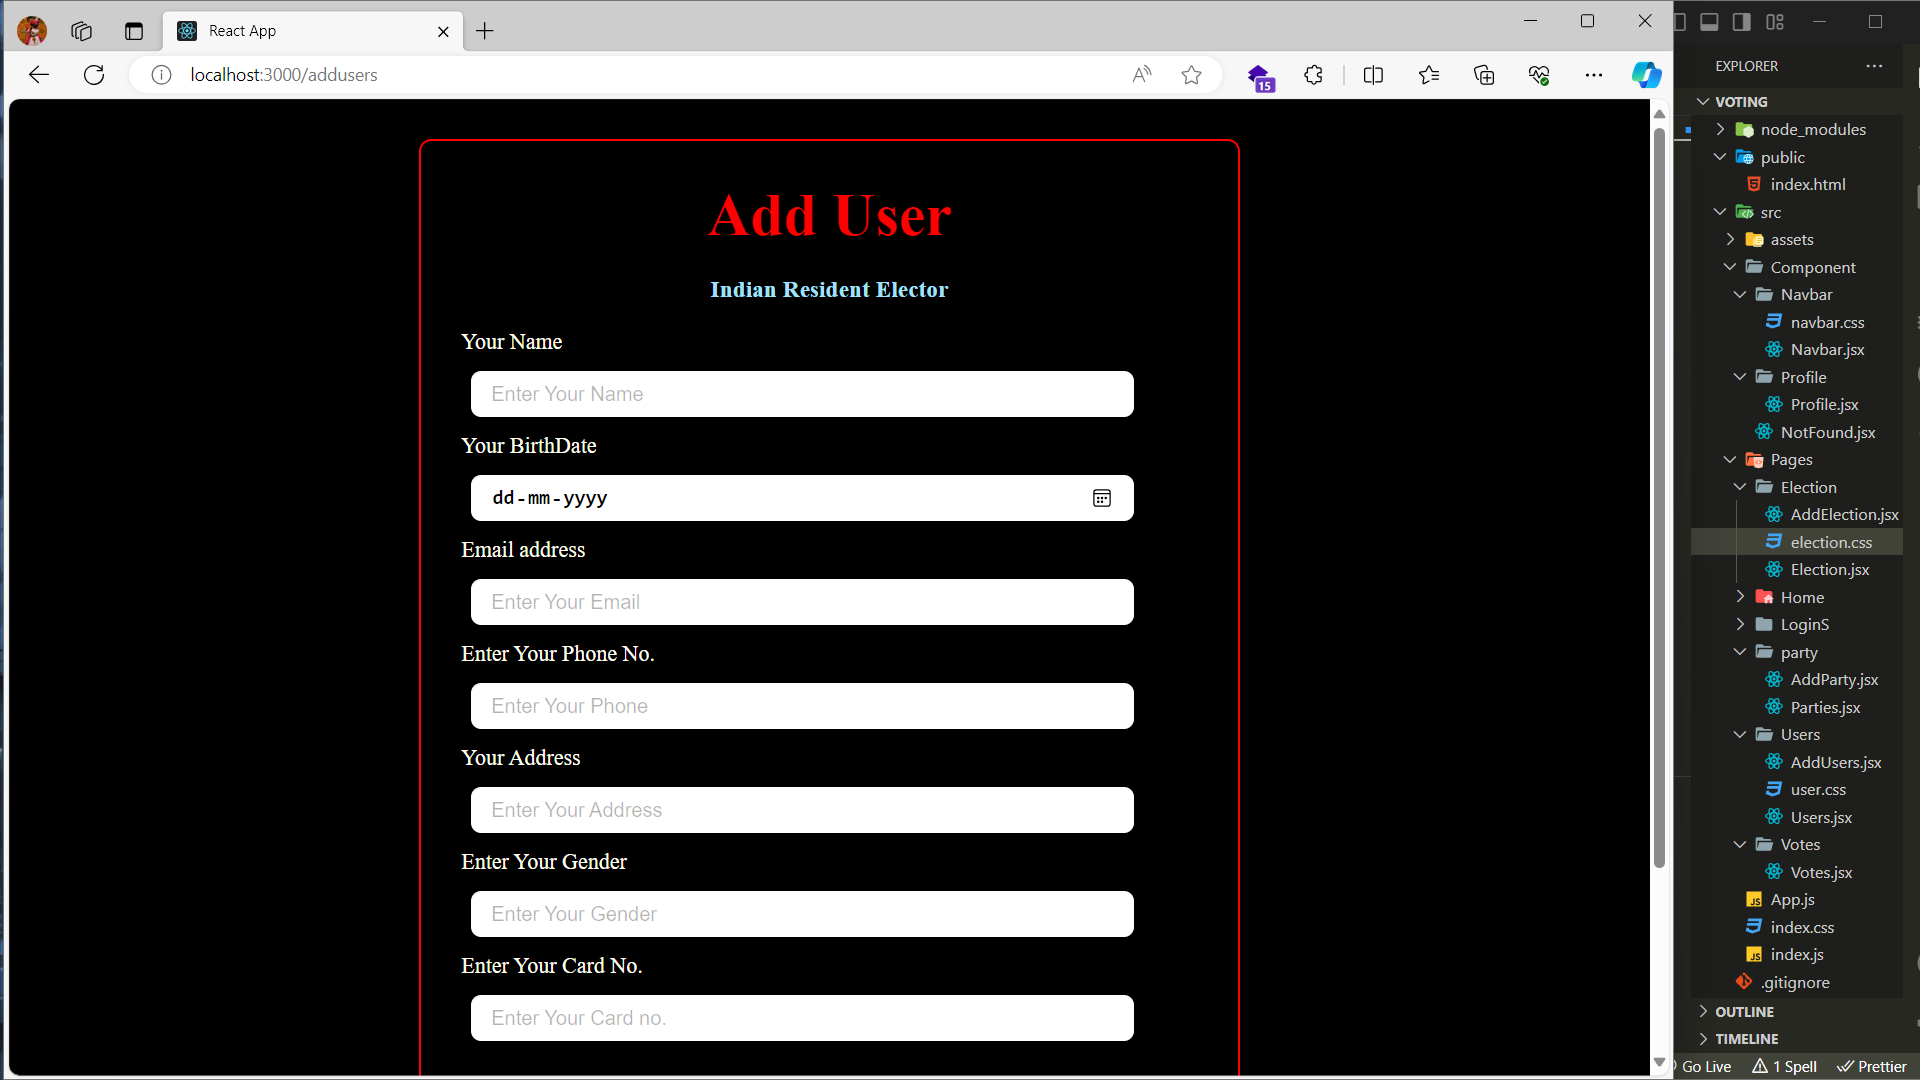 React App
localhost:3000/addusers
15
Add User
Indian Resident Elector
Your Name
Enter Your Name
Your BirthDate
dd-mm-yyyy
Email address
Enter Your Email
Enter Your Phone No.
Enter Your Phone
Your Address
Enter Your Address
Enter Your Gender
Enter Your Gender
Enter Your Card No.
Enter Your Card no.
EXPLORER
VOTING
node_modules
public
index.html
src
assets
Component
Navbar
navbar.css
Navbar.jsx
Profile
Profile.jsx
NotFound.jsx
Pages
Election
AddElection.jsx
election.css
Election.jsx
Home
LoginS
party
AddParty.jsx
Parties.jsx
Users
AddUsers.jsx
user.css
Users.jsx
Votes
Votes.jsx
App.js
index.css
index.js
.gitignore
OUTLINE
TIMELINE
Go Live 1 Spell Prettier